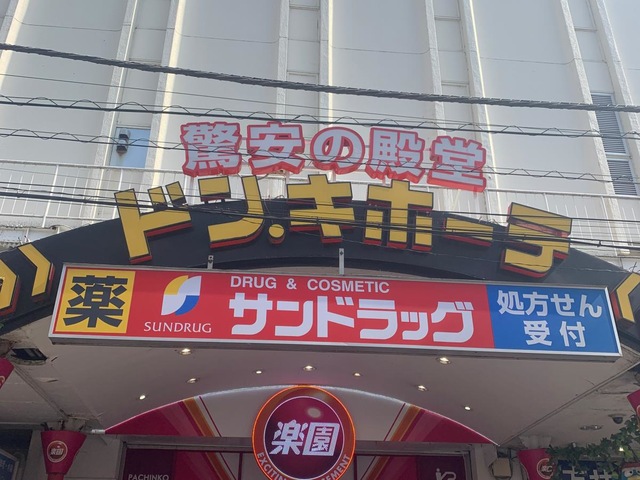 驚安の殿堂
ドン.キホーテ
薬
SUNDRUG
DRUG & COSMETIC
サンドラッグ
処方せん
受付
楽園
PACHINKO